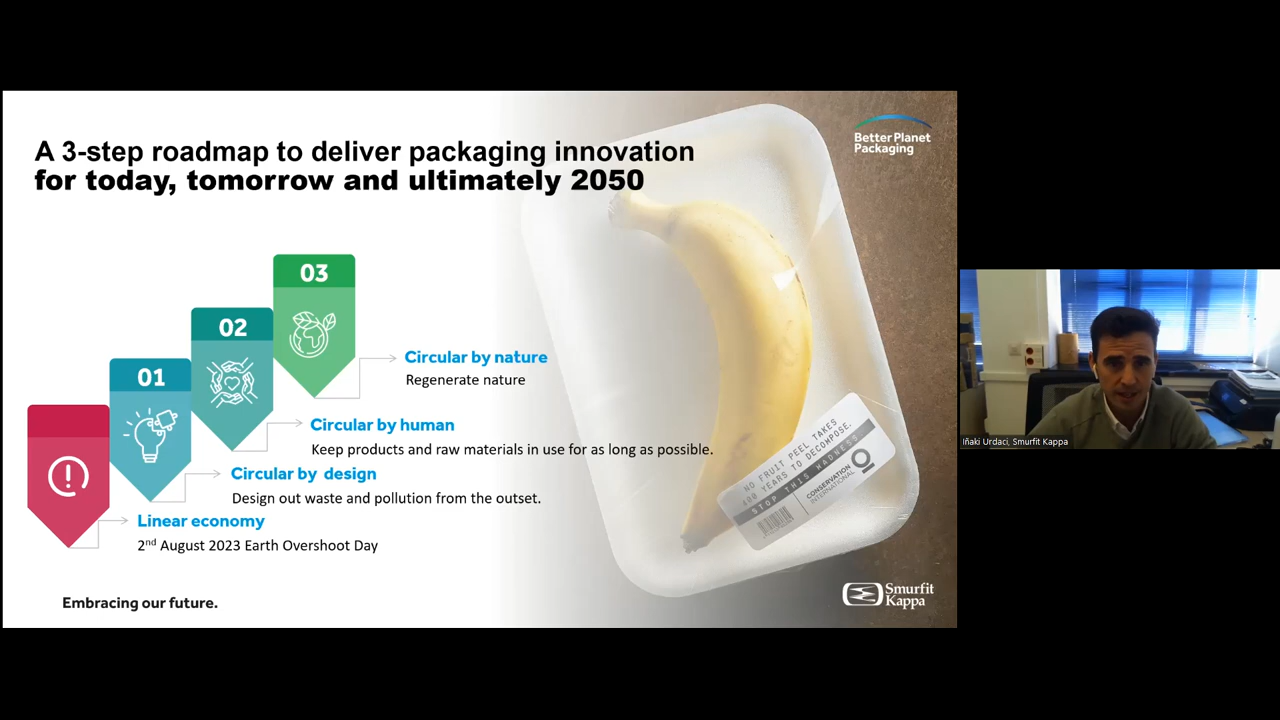 A 3-step roadmap to deliver packaging innovation
for today, tomorrow and ultimately 2050
Better Planet
Packaging
03
02
01
Circular by nature
Regenerate nature
Circular by human
Keep products and raw materials in use for as long as possible.
Circular by design
Design out waste and pollution from the outset.
Linear economy
2nd August 2023 Earth Overshoot Day
NO FRUIT PEEL TAKES
400 YEARS TO DECOMPOSE.
STOP THIS MADNESS.
CONSERVATION
INTERNATIONAL
Embracing our future.
Smurfit
Kappa
Iñaki Urdaci, Smurfit Kappa